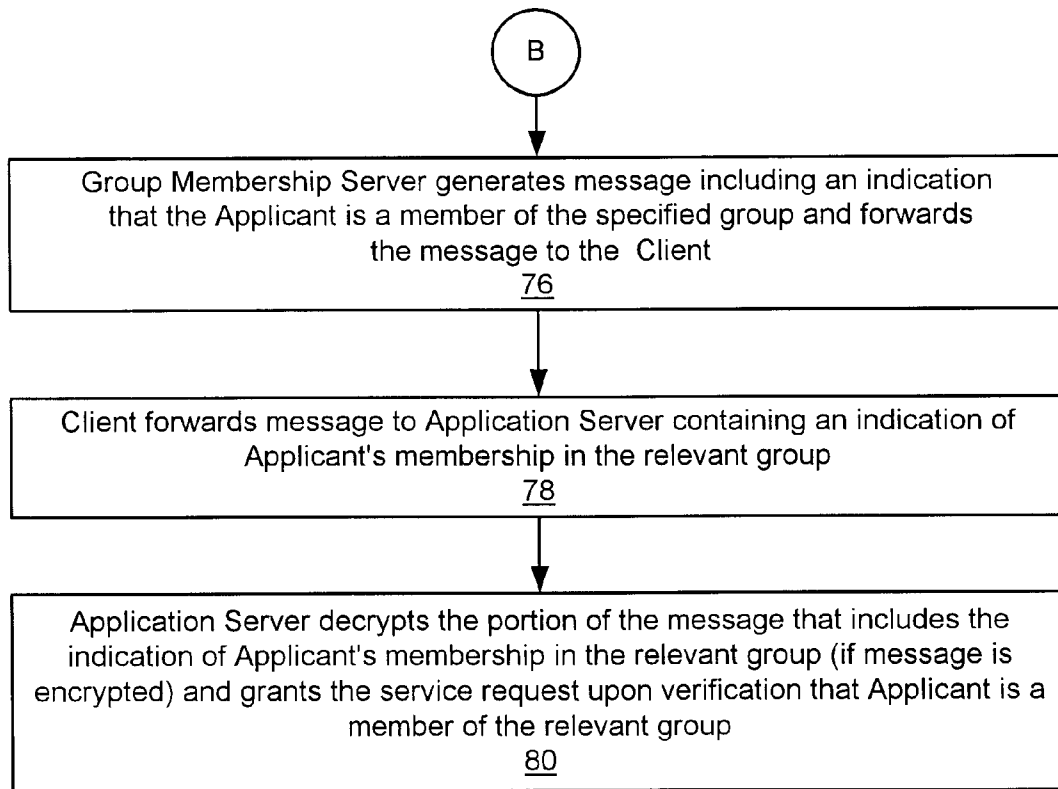 B
Group Membership Server generates message including an indication
that the Applicant is a member of the specified group and forwards
the message to the Client
76
Client forwards message to Application Server containing an indication of
Applicant's membership in the relevant group
78
Application Server decrypts the portion of the message that includes the
indication of Applicant's membership in the relevant group (if message is
encrypted) and grants the service request upon verification that Applicant is a
member of the relevant group
80